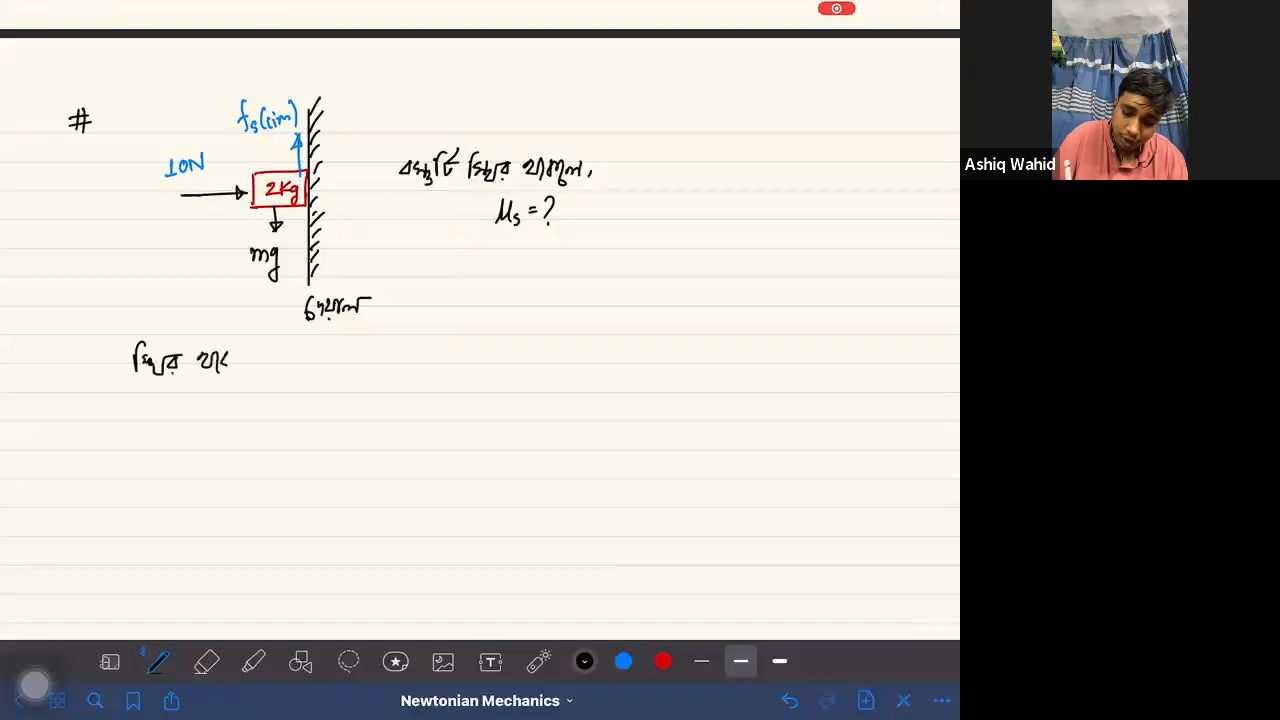 #
fs(lim)
10N
2Kg
mg
দেয়াল
বস্তুটি স্থির থাকলে,
μs = ?
স্থির থাক
Ashiq Wahid
Newtonian Mechanics